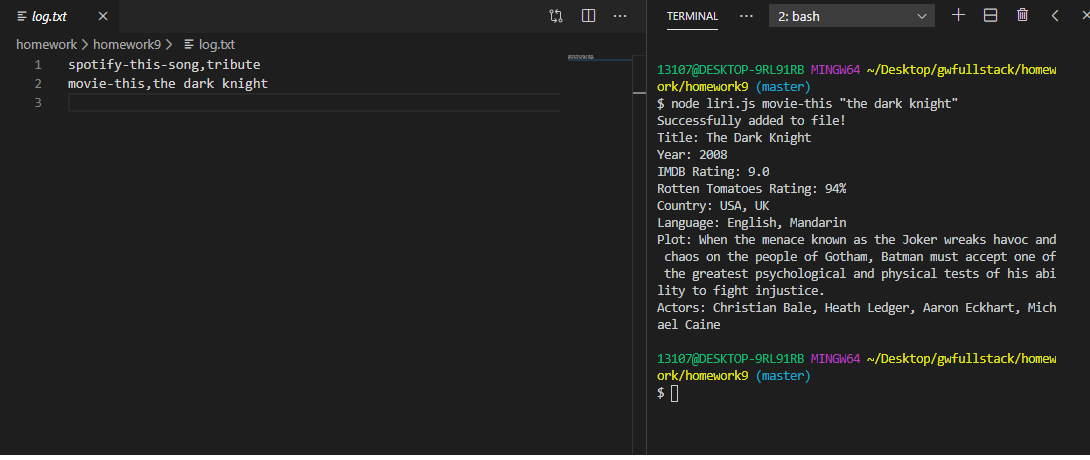 log.txt
homework > homework9 > log.txt
1 spotify-this-song,tribute
2 movie-this,the dark knight
3
TERMINAL
2: bash
13107@DESKTOP-9RL91RB MINGW64 ~/Desktop/gwfullstack/homew
ork/homework9 (master)
$ node liri.js movie-this "the dark knight"
Successfully added to file!
Title: The Dark Knight
Year: 2008
IMDB Rating: 9.0
Rotten Tomatoes Rating: 94%
Country: USA, UK
Language: English, Mandarin
Plot: When the menace known as the Joker wreaks havoc and
chaos on the people of Gotham, Batman must accept one of
the greatest psychological and physical tests of his abi
lity to fight injustice.
Actors: Christian Bale, Heath Ledger, Aaron Eckhart, Mich
ael Caine
13107@DESKTOP-9RL91RB MINGW64 ~/Desktop/gwfullstack/homew
ork/homework9 (master)
$